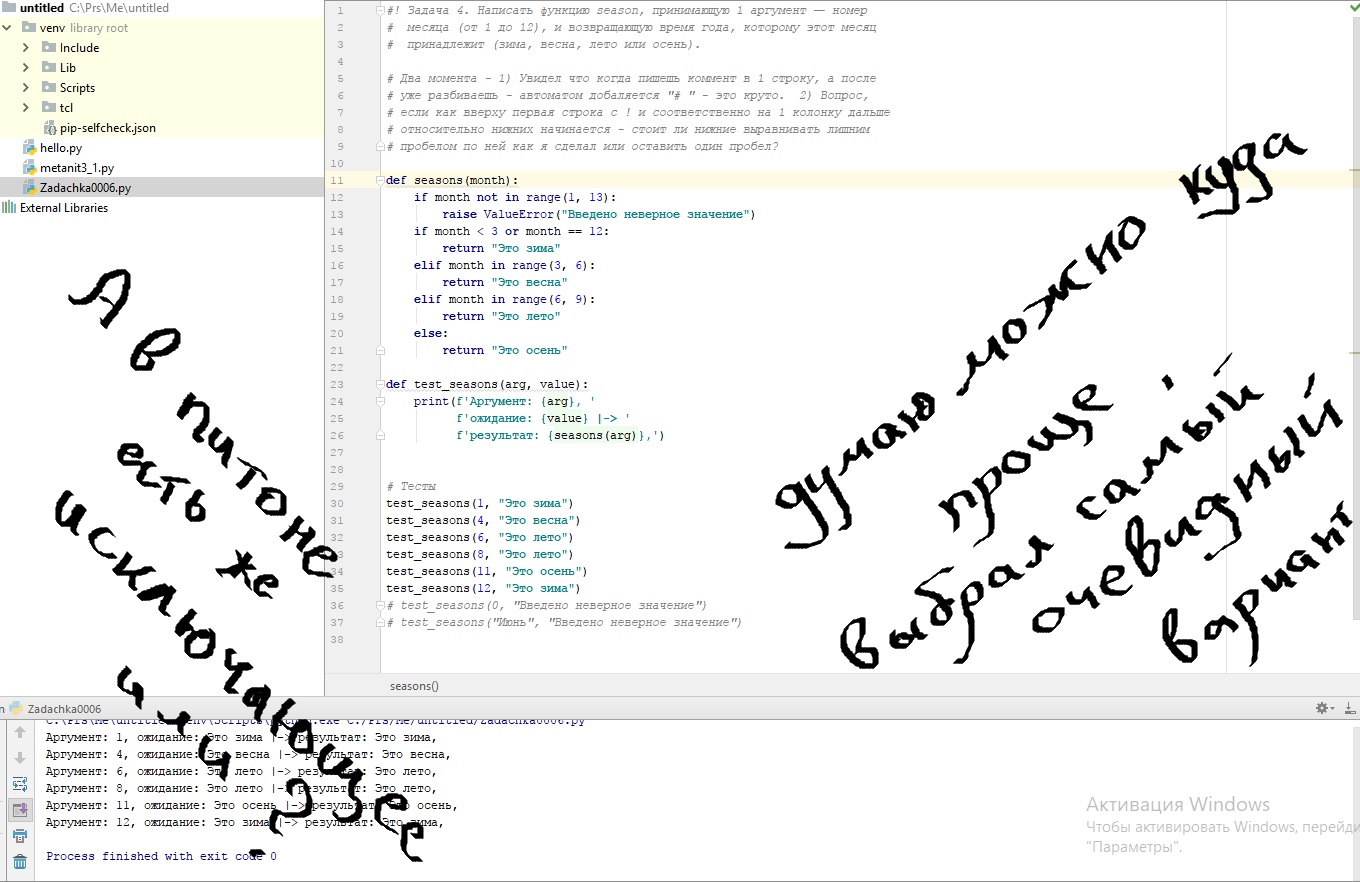 untitled C:\Prs\Me\untitled
venv library root
Include
Lib
Scripts
tcl
pip-selfcheck.json
hello.py
metanit3_1.py
Zadachka0006.py
External Libraries
1 #! Задача 4. Написать функцию season, принимающую 1 аргумент — номер
2 #  месяца (от 1 до 12), и возвращающую время года, которому этот месяц
3 #  принадлежит (зима, весна, лето или осень).
4
5 # Два момента - 1) Увидел что когда пишешь коммент в 1 строку, а после
6 # уже разбиваешь - автоматом добаляется "# " - это круто.  2) Вопрос,
7 # если как вверху первая строка с ! и соответственно на 1 колонку дальше
8 # относительно нижних начинается - стоит ли нижние выравнивать лишним
9 # пробелом по ней как я сделал или оставить один пробел?
10
11 def seasons(month):
12     if month not in range(1, 13):
13         raise ValueError("Введено неверное значение")
14     if month < 3 or month == 12:
15         return "Это зима"
16     elif month in range(3, 6):
17         return "Это весна"
18     elif month in range(6, 9):
19         return "Это лето"
20     else:
21         return "Это осень"
22
23 def test_seasons(arg, value):
24     print(f'Аргумент: {arg}, '
25           f'ожидание: {value} |-> '
26           f'результат: {seasons(arg)},')
27
28
29 # Тесты
30 test_seasons(1, "Это зима")
31 test_seasons(4, "Это весна")
32 test_seasons(6, "Это лето")
33 test_seasons(8, "Это лето")
34 test_seasons(11, "Это осень")
35 test_seasons(12, "Это зима")
36 # test_seasons(0, "Введено неверное значение")
37 # test_seasons("Июнь", "Введено неверное значение")
38
seasons()
А в питоне
есть же
исключающее
или ?
думаю можно куда
проще .
выбрал самый
очевидный
вариант
Zadachka0006
C:\Prs\Me\untitled\venv\Scripts\python.exe C:/Prs/Me/untitled/Zadachka0006.py
Аргумент: 1, ожидание: Это зима |-> результат: Это зима,
Аргумент: 4, ожидание: Это весна |-> результат: Это весна,
Аргумент: 6, ожидание: Это лето |-> результат: Это лето,
Аргумент: 8, ожидание: Это лето |-> результат: Это лето,
Аргумент: 11, ожидание: Это осень |-> результат: Это осень,
Аргумент: 12, ожидание: Это зима |-> результат: Это зима,
Process finished with exit code 0
Активация Windows
Чтобы активировать Windows, перейди
"Параметры".